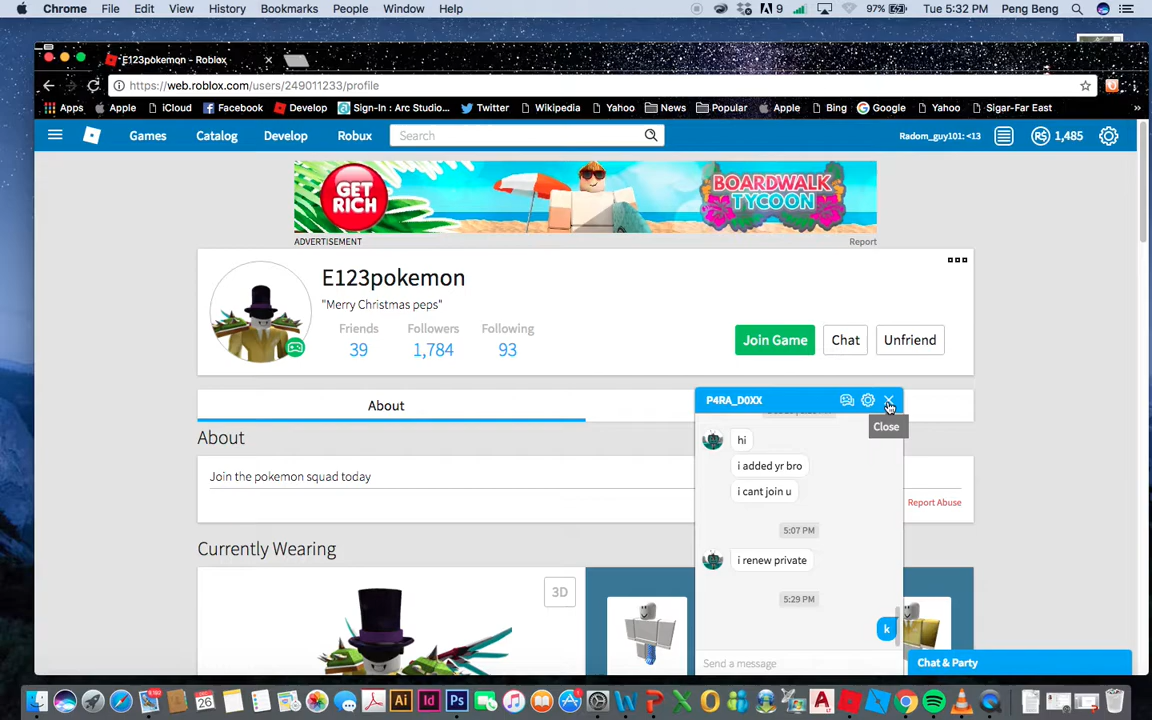 Chrome File Edit View History Bookmarks People Window Help 9 97% Tue 5:32 PM Peng Beng
E123pokemon - Roblox
https://web.roblox.com/users/249011233/profile
Apps Apple iCloud Facebook Develop Sign-In : Arc Studio... Twitter Wikipedia Yahoo News Popular Apple Bing Google Yahoo Sigar-Far East »
Games Catalog Develop Robux Search Radom_guy101: <13 R$ 1,485
GET
RICH
BOARDWALK
TYCOON
ADVERTISEMENT Report
E123pokemon
"Merry Christmas peps"
Friends Followers Following
39 1,784 93
Join Game Chat Unfriend
About
P4RA_D0XX
Close
hi
i added yr bro
i cant join u
5:07 PM
i renew private
5:29 PM
k
Send a message
About
Join the pokemon squad today
Report Abuse
Currently Wearing
3D
Chat & Party
Ai Id Ps
26